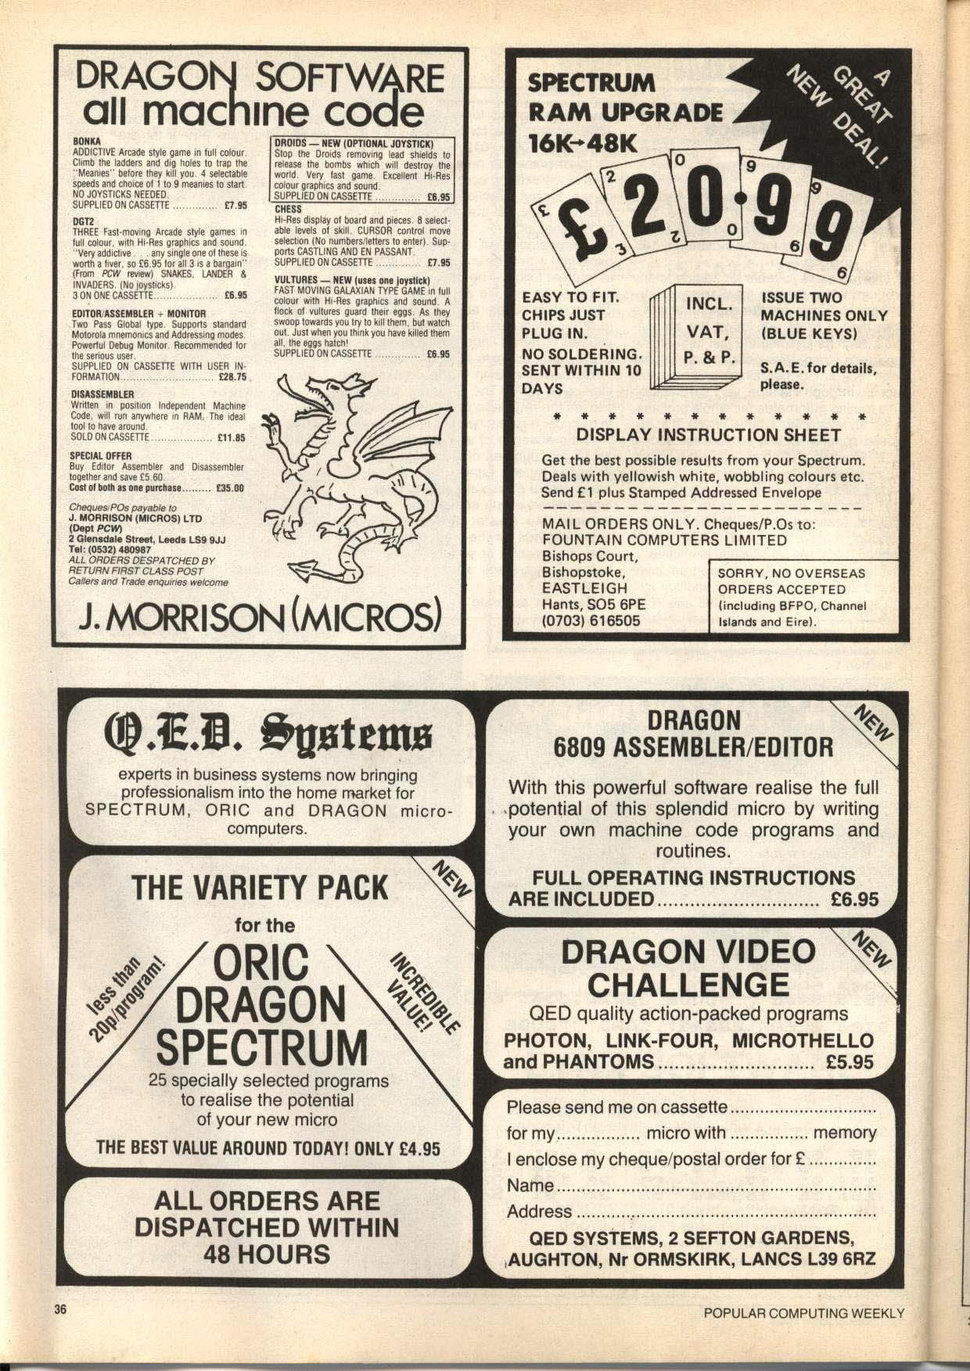 DRAGON SOFTWARE
all machine code
BONKA
ADDICTIVE Arcade style game in full colour.
Climb the ladders and dig holes to trap the
"Meanies" before they kill you. 4 selectable
speeds and choice of 1 to 9 meanies to start.
NO JOYSTICKS NEEDED.
SUPPLIED ON CASSETTE .............. £7.95
DGT2
THREE Fast-moving Arcade style games in
full colour, with Hi-Res graphics and sound.
"Very addictive . . . any single one of these is
worth a fiver, so £6.95 for all 3 is a bargain"
(From PCW review) SNAKES, LANDER &
INVADERS. (No joysticks).
3 ON ONE CASSETTE.................... £6.95
EDITOR/ASSEMBLER + MONITOR
Two Pass Global type. Supports standard
Motorola mnemonics and Addressing modes.
Powerful Debug Monitor. Recommended for
the serious user.
SUPPLIED ON CASSETTE WITH USER IN-
FORMATION.............................. £28.75
DISASSEMBLER
Written in position Independent Machine
Code, will run anywhere in RAM. The ideal
tool to have around.
SOLD ON CASSETTE..................... £11.85
SPECIAL OFFER
Buy Editor Assembler and Disassembler
together and save £5.60.
Cost of both as one purchase......... £35.00
Cheques/POs payable to
J. MORRISON (MICROS) LTD
(Dept PCW)
2 Glensdale Street, Leeds LS9 9JJ
Tel: (0532) 480987
ALL ORDERS DESPATCHED BY
RETURN FIRST CLASS POST
Callers and Trade enquiries welcome
DROIDS — NEW (OPTIONAL JOYSTICK)
Stop the Droids removing lead shields to
release the bombs which will destroy the
world. Very fast game. Excellent Hi-Res
colour graphics and sound.
SUPPLIED ON CASSETTE .............. £6.95
CHESS
Hi-Res display of board and pieces. 8 select-
able levels of skill. CURSOR control move
selection (No numbers/letters to enter). Sup-
ports CASTLING AND EN PASSANT.
SUPPLIED ON CASSETTE .............. £7.95
VULTURES — NEW (uses one joystick)
FAST MOVING GALAXIAN TYPE GAME in full
colour with Hi-Res graphics and sound. A
flock of vultures guard their eggs. As they
swoop towards you try to kill them, but watch
out. Just when you think you have killed them
all, the eggs hatch!
SUPPLIED ON CASSETTE .............. £6.95
J. MORRISON (MICROS)
SPECTRUM
RAM UPGRADE
16K→48K
A
GREAT
NEW DEAL!
£20.99
EASY TO FIT.
CHIPS JUST
PLUG IN.
NO SOLDERING.
SENT WITHIN 10
DAYS
INCL.
VAT,
P. & P.
ISSUE TWO
MACHINES ONLY
(BLUE KEYS)
S.A.E. for details,
please.
* * * * * * * * * * * *
DISPLAY INSTRUCTION SHEET
Get the best possible results from your Spectrum.
Deals with yellowish white, wobbling colours etc.
Send £1 plus Stamped Addressed Envelope
MAIL ORDERS ONLY. Cheques/P.Os to:
FOUNTAIN COMPUTERS LIMITED
Bishops Court,
Bishopstoke,
EASTLEIGH
Hants, SO5 6PE
(0703) 616505
SORRY, NO OVERSEAS
ORDERS ACCEPTED
(including BFPO, Channel
Islands and Eire).
Q.E.D. Systems
experts in business systems now bringing
professionalism into the home market for
SPECTRUM, ORIC and DRAGON micro-
computers.
NEW
THE VARIETY PACK
for the
ORIC
DRAGON
SPECTRUM
less than
20p/program!
INCREDIBLE
VALUE!
25 specially selected programs
to realise the potential
of your new micro
THE BEST VALUE AROUND TODAY! ONLY £4.95
ALL ORDERS ARE
DISPATCHED WITHIN
48 HOURS
NEW
DRAGON
6809 ASSEMBLER/EDITOR
With this powerful software realise the full
potential of this splendid micro by writing
your own machine code programs and
routines.
FULL OPERATING INSTRUCTIONS
ARE INCLUDED.............................. £6.95
NEW
DRAGON VIDEO
CHALLENGE
QED quality action-packed programs
PHOTON, LINK-FOUR, MICROTHELLO
and PHANTOMS............................. £5.95
Please send me on cassette............................
for my................ micro with ............... memory
I enclose my cheque/postal order for £ .............
Name..............................................................
Address ..........................................................
QED SYSTEMS, 2 SEFTON GARDENS,
AUGHTON, Nr ORMSKIRK, LANCS L39 6RZ
36
POPULAR COMPUTING WEEKLY